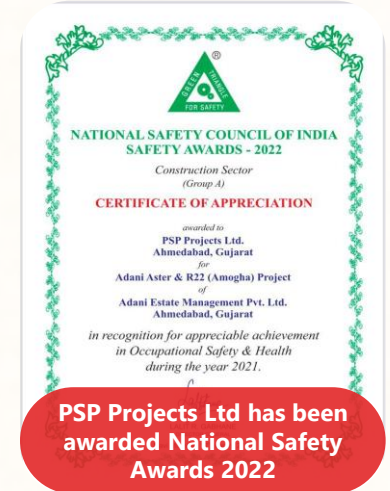 ®
GREEN TRIANGLE
FOR SAFETY
NATIONAL SAFETY COUNCIL OF INDIA
SAFETY AWARDS - 2022
Construction Sector
(Group A)
CERTIFICATE OF APPRECIATION
awarded to
PSP Projects Ltd.
Ahmedabad, Gujarat
for
Adani Aster & R22 (Amogha) Project
of
Adani Estate Management Pvt. Ltd.
Ahmedabad, Gujarat
in recognition for appreciable achievement
in Occupational Safety & Health
during the year 2021.
PSP Projects Ltd has been
awarded National Safety
Awards 2022